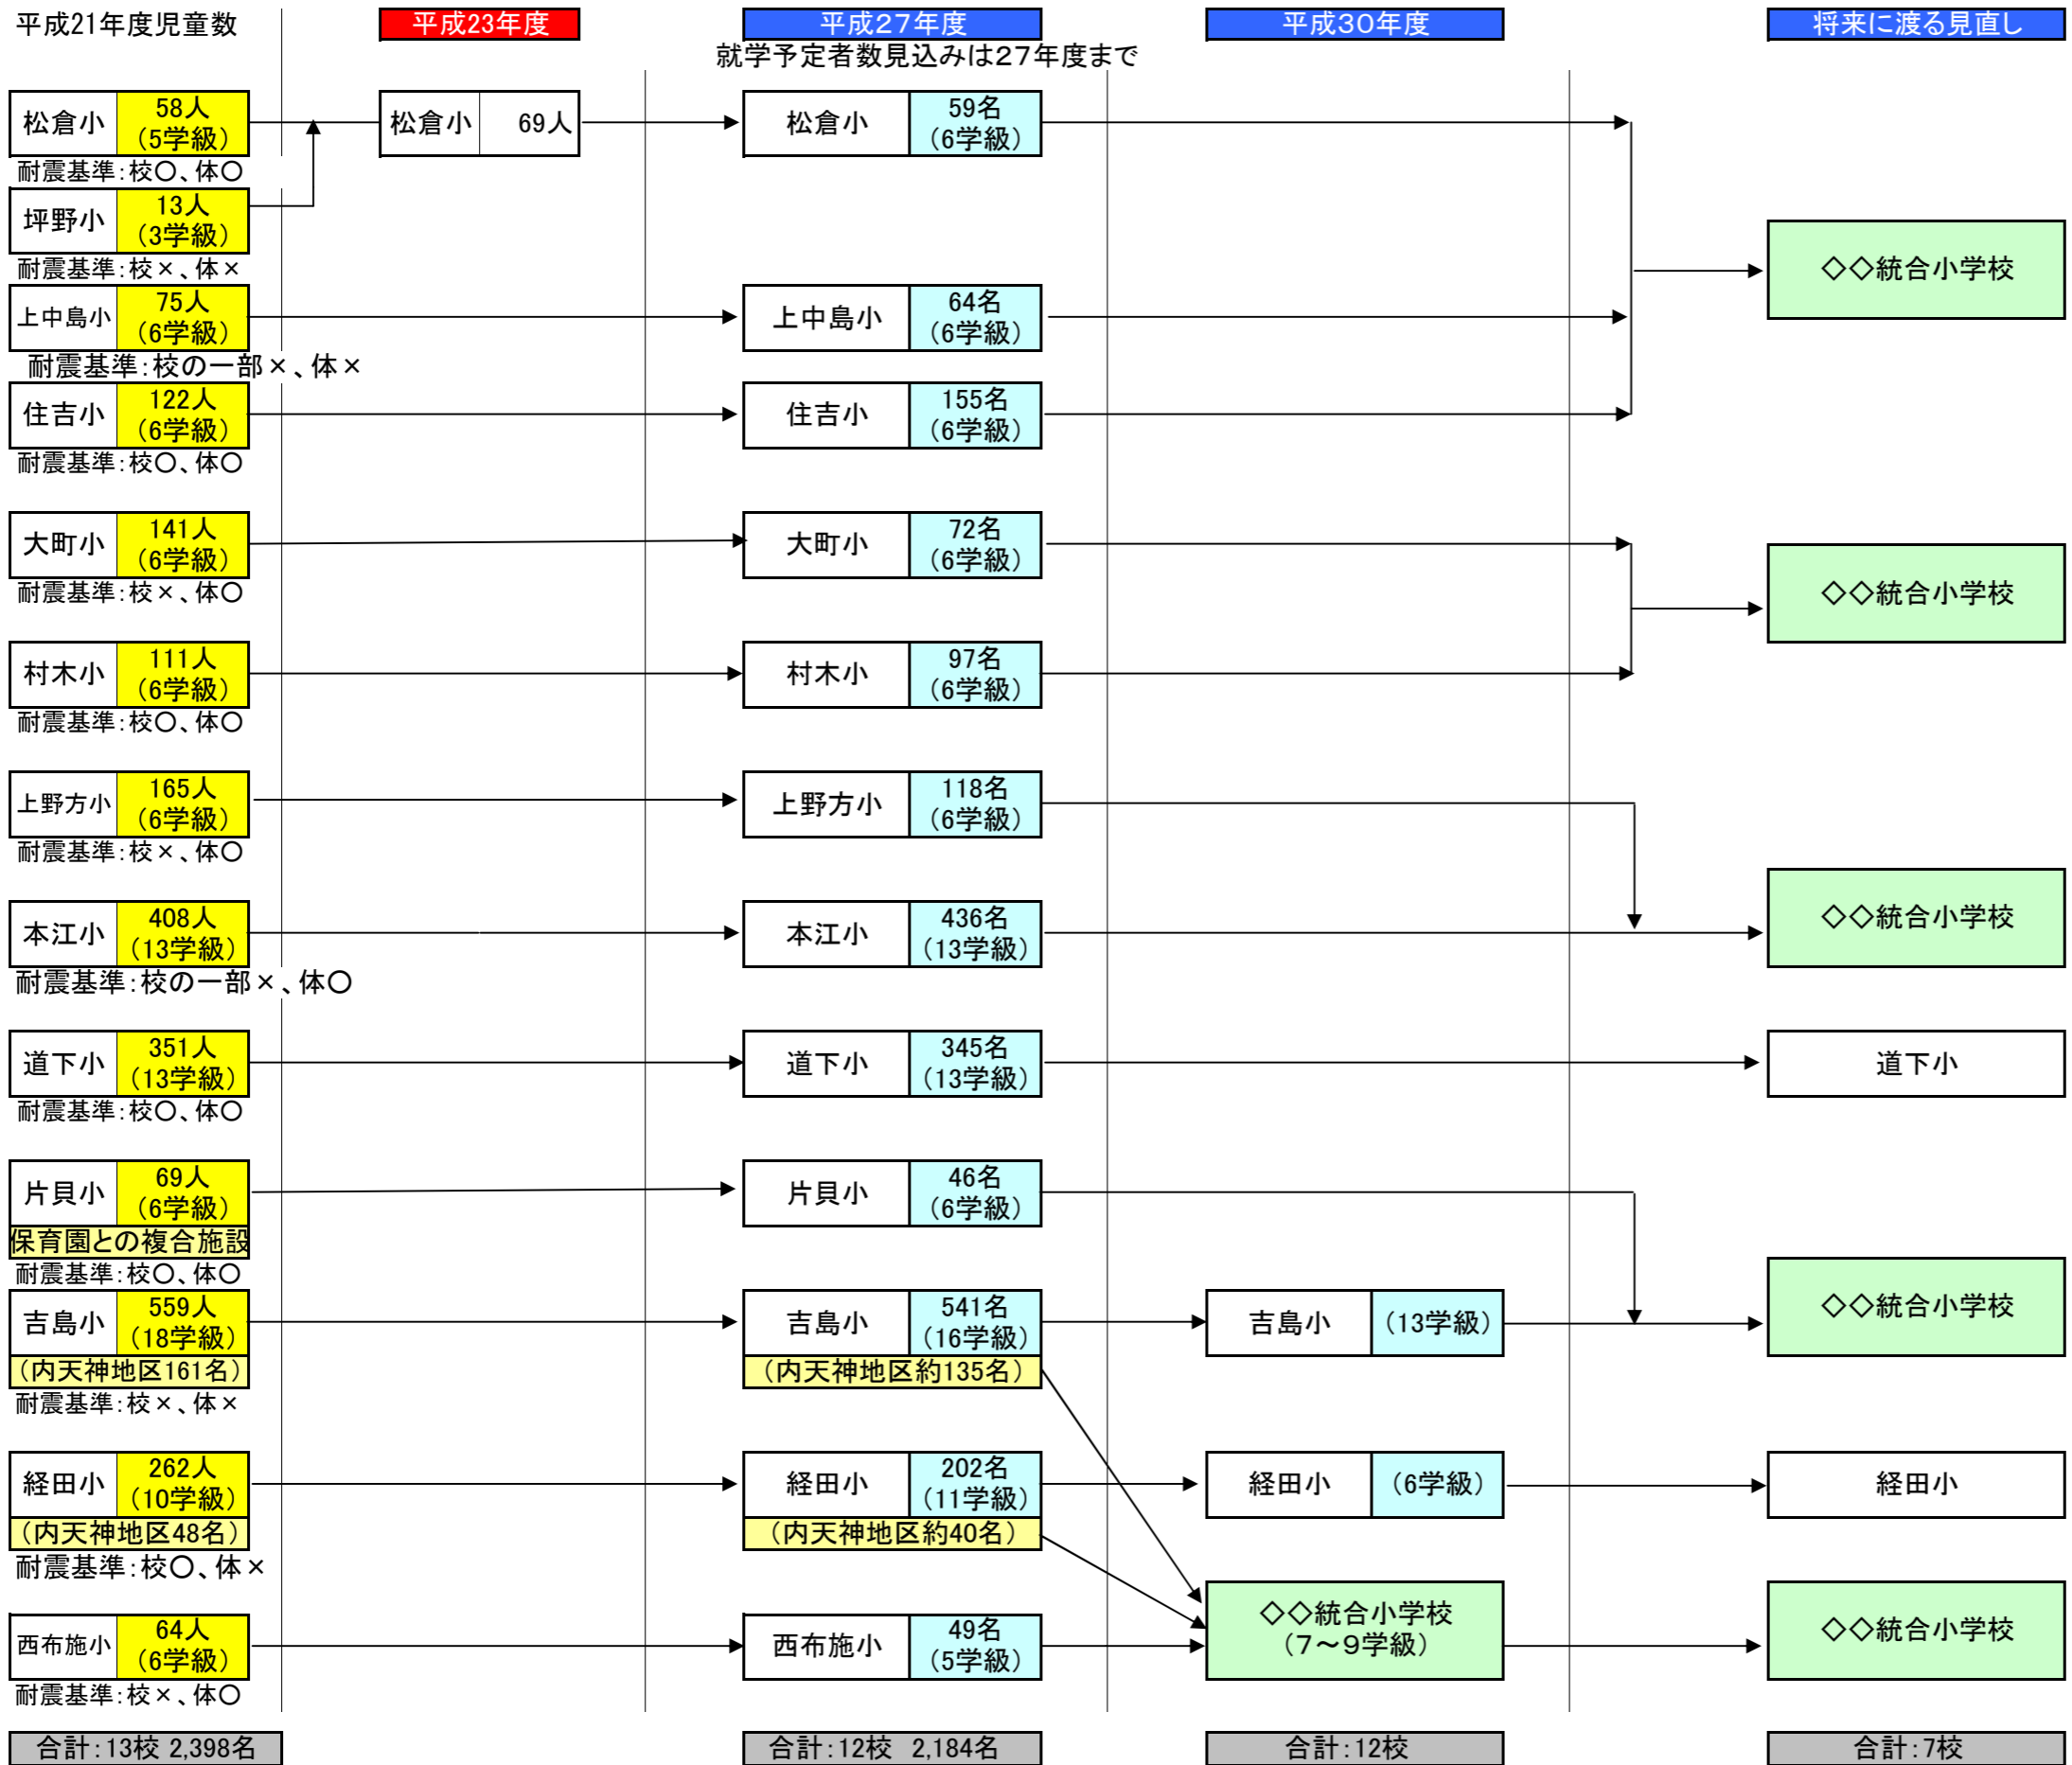 平成21年度児童数
平成23年度
平成27年度
平成30年度
将来に渡る見直し
就学予定者数見込みは27年度まで
松倉小
58人
(5学級)
松倉小
69人
松倉小
59名
(6学級)
耐震基準:校〇、体〇
坪野小
13人
(3学級)
耐震基準:校×、体×
◇◇統合小学校
上中島小
75人
(6学級)
上中島小
64名
(6学級)
耐震基準:校の一部×、体×
住吉小
122人
(6学級)
住吉小
155名
(6学級)
耐震基準:校〇、体〇
大町小
141人
(6学級)
大町小
72名
(6学級)
耐震基準:校×、体〇
◇◇統合小学校
村木小
111人
(6学級)
村木小
97名
(6学級)
耐震基準:校〇、体〇
上野方小
165人
(6学級)
上野方小
118名
(6学級)
耐震基準:校×、体〇
◇◇統合小学校
本江小
408人
(13学級)
本江小
436名
(13学級)
耐震基準:校の一部×、体〇
道下小
351人
(13学級)
道下小
345名
(13学級)
道下小
耐震基準:校〇、体〇
片貝小
69人
(6学級)
片貝小
46名
(6学級)
保育園との複合施設
耐震基準:校〇、体〇
吉島小
559人
(18学級)
吉島小
541名
(16学級)
吉島小
(13学級)
◇◇統合小学校
(内天神地区161名)
(内天神地区約135名)
耐震基準:校×、体×
経田小
262人
(10学級)
経田小
202名
(11学級)
経田小
(6学級)
経田小
(内天神地区48名)
(内天神地区約40名)
耐震基準:校〇、体×
西布施小
64人
(6学級)
西布施小
49名
(5学級)
◇◇統合小学校
(7~9学級)
◇◇統合小学校
耐震基準:校×、体〇
合計:13校 2,398名
合計:12校 2,184名
合計:12校
合計:7校